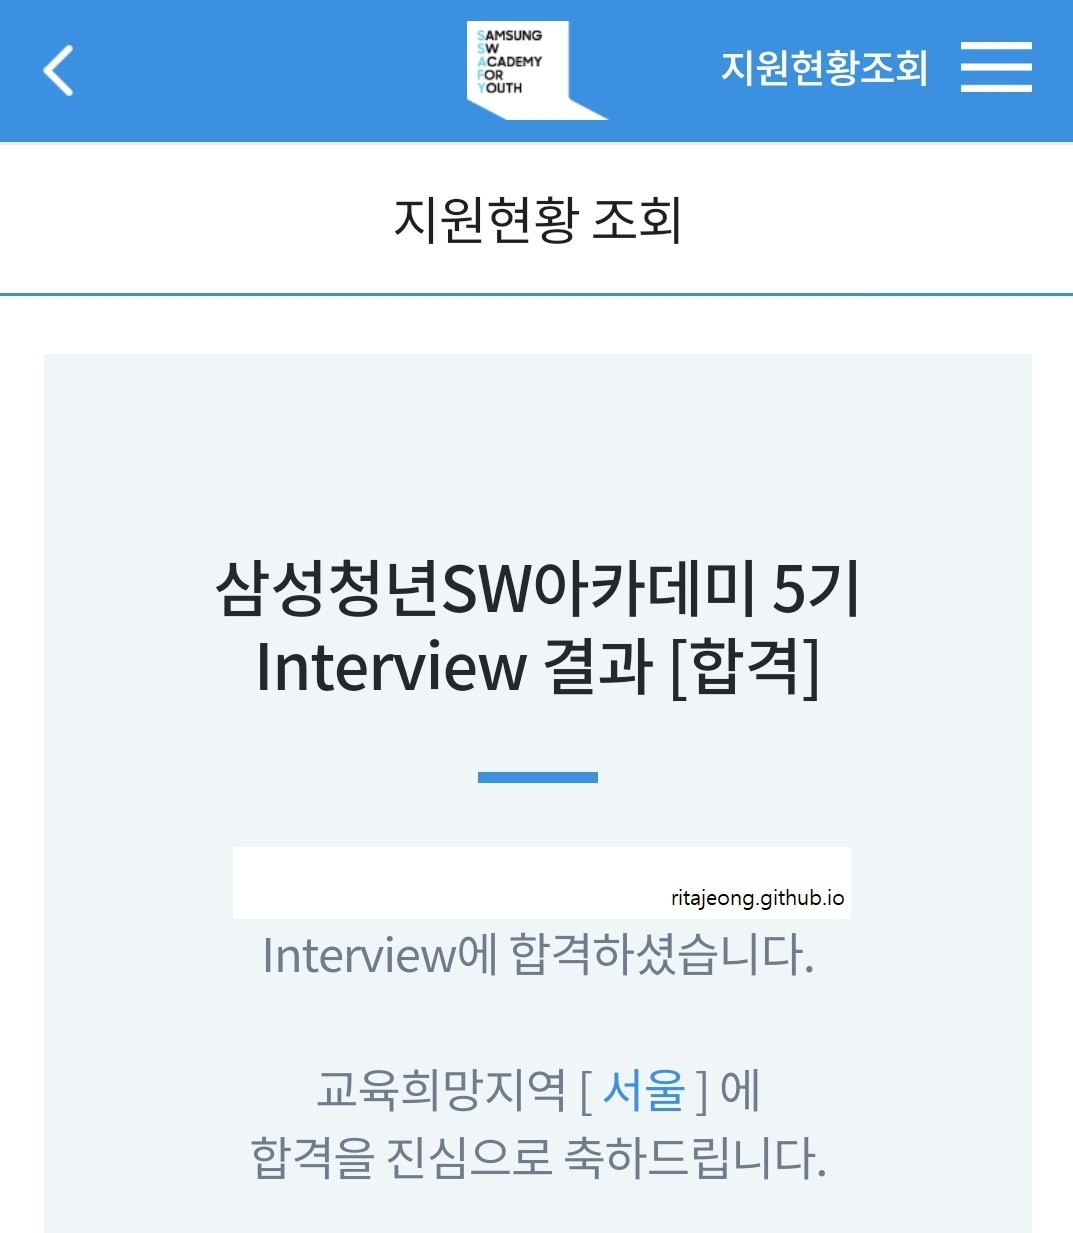 SAMSUNG
SW
ACADEMY
FOR
YOUTH
지원현황조회
지원현황 조회
삼성청년SW아카데미 5기
Interview 결과 [합격]
ritajeong.github.io
Interview에 합격하셨습니다.
교육희망지역 [ 서울 ] 에
합격을 진심으로 축하드립니다.